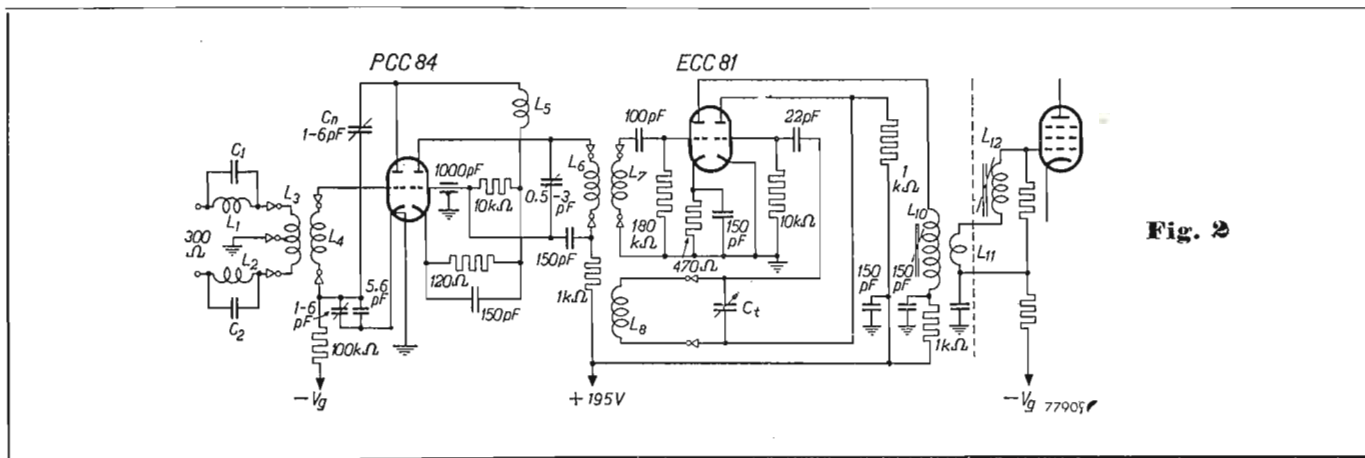 PCC 84
ECC 81
Cn
1-6pF
L5
C1
L1
L3
L4
300
Ω
L2
C2
1000pF
10kΩ
0.5
-3
pF
L6
L7
100pF
22pF
1
kΩ
L12
120Ω
150pF
150pF
1kΩ
180
kΩ
470Ω
150
pF
10kΩ
L10
L11
1-6
pF
5.6
pF
100kΩ
L8
Ct
150
pF
150
pF
1kΩ
-Vg
+195V
-Vg
Fig. 2